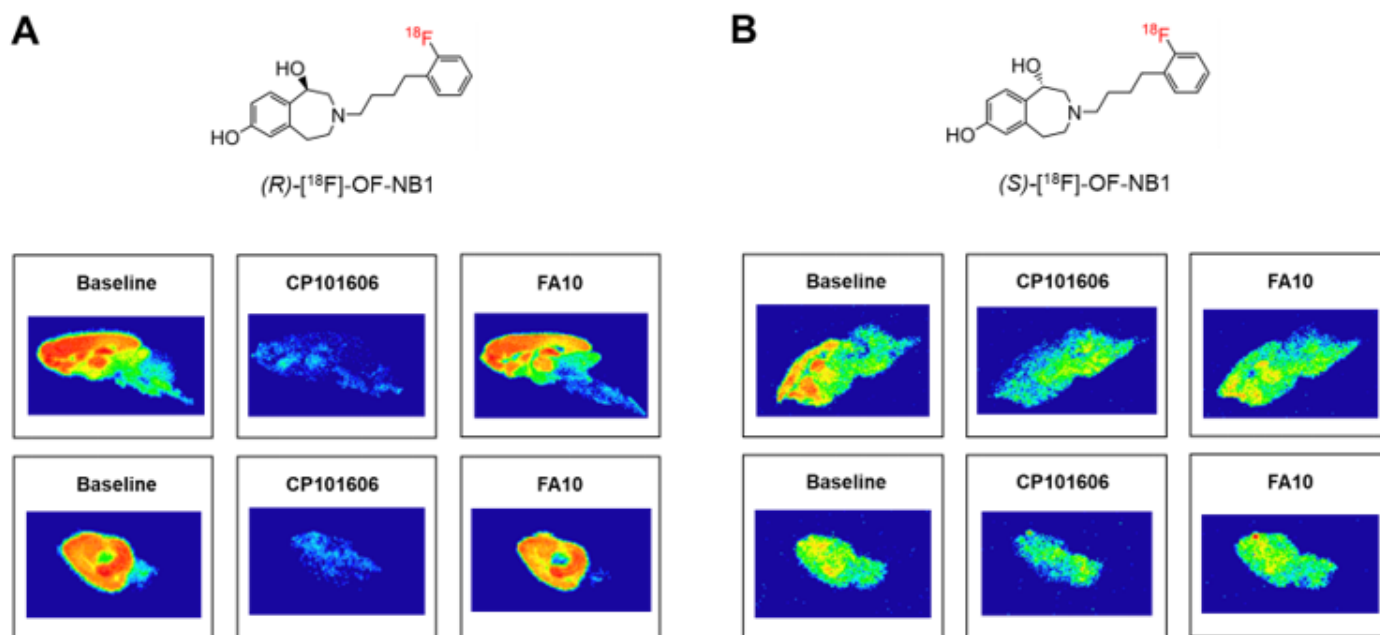 A
B
¹⁸F
HO
N
HO
(R)-[¹⁸F]-OF-NB1
¹⁸F
HO
N
HO
(S)-[¹⁸F]-OF-NB1
Baseline
CP101606
FA10
Baseline
CP101606
FA10
Baseline
CP101606
FA10
Baseline
CP101606
FA10